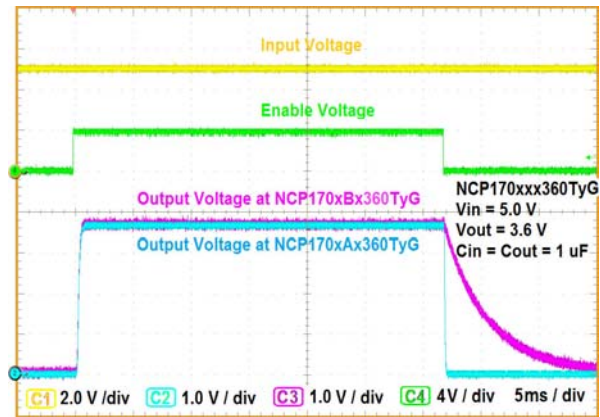 Input Voltage
Enable Voltage
Output Voltage at NCP170xBx360TyG
Output Voltage at NCP170xAx360TyG
NCP170xxx360TyG
Vin = 5.0 V
Vout = 3.6 V
Cin = Cout = 1 uF
C1 2.0 V / div C2 1.0 V / div C3 1.0 V / div C4 4V / div 5ms / div